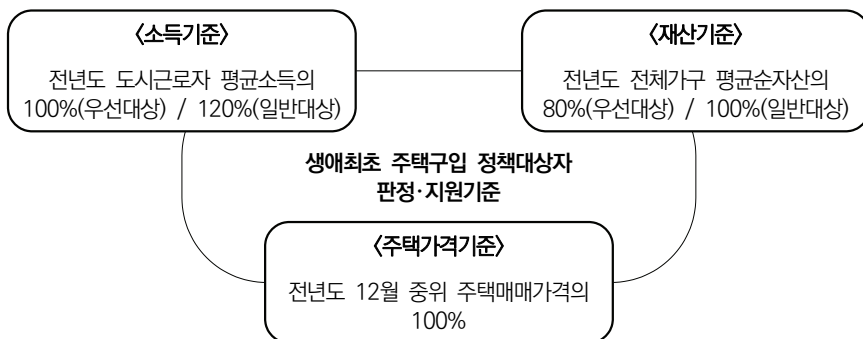 〈소득기준〉
전년도 도시근로자 평균소득의
100%(우선대상) / 120%(일반대상)
〈재산기준〉
전년도 전체가구 평균순자산의
80%(우선대상) / 100%(일반대상)
생애최초 주택구입 정책대상자
판정·지원기준
〈주택가격기준〉
전년도 12월 중위 주택매매가격의
100%